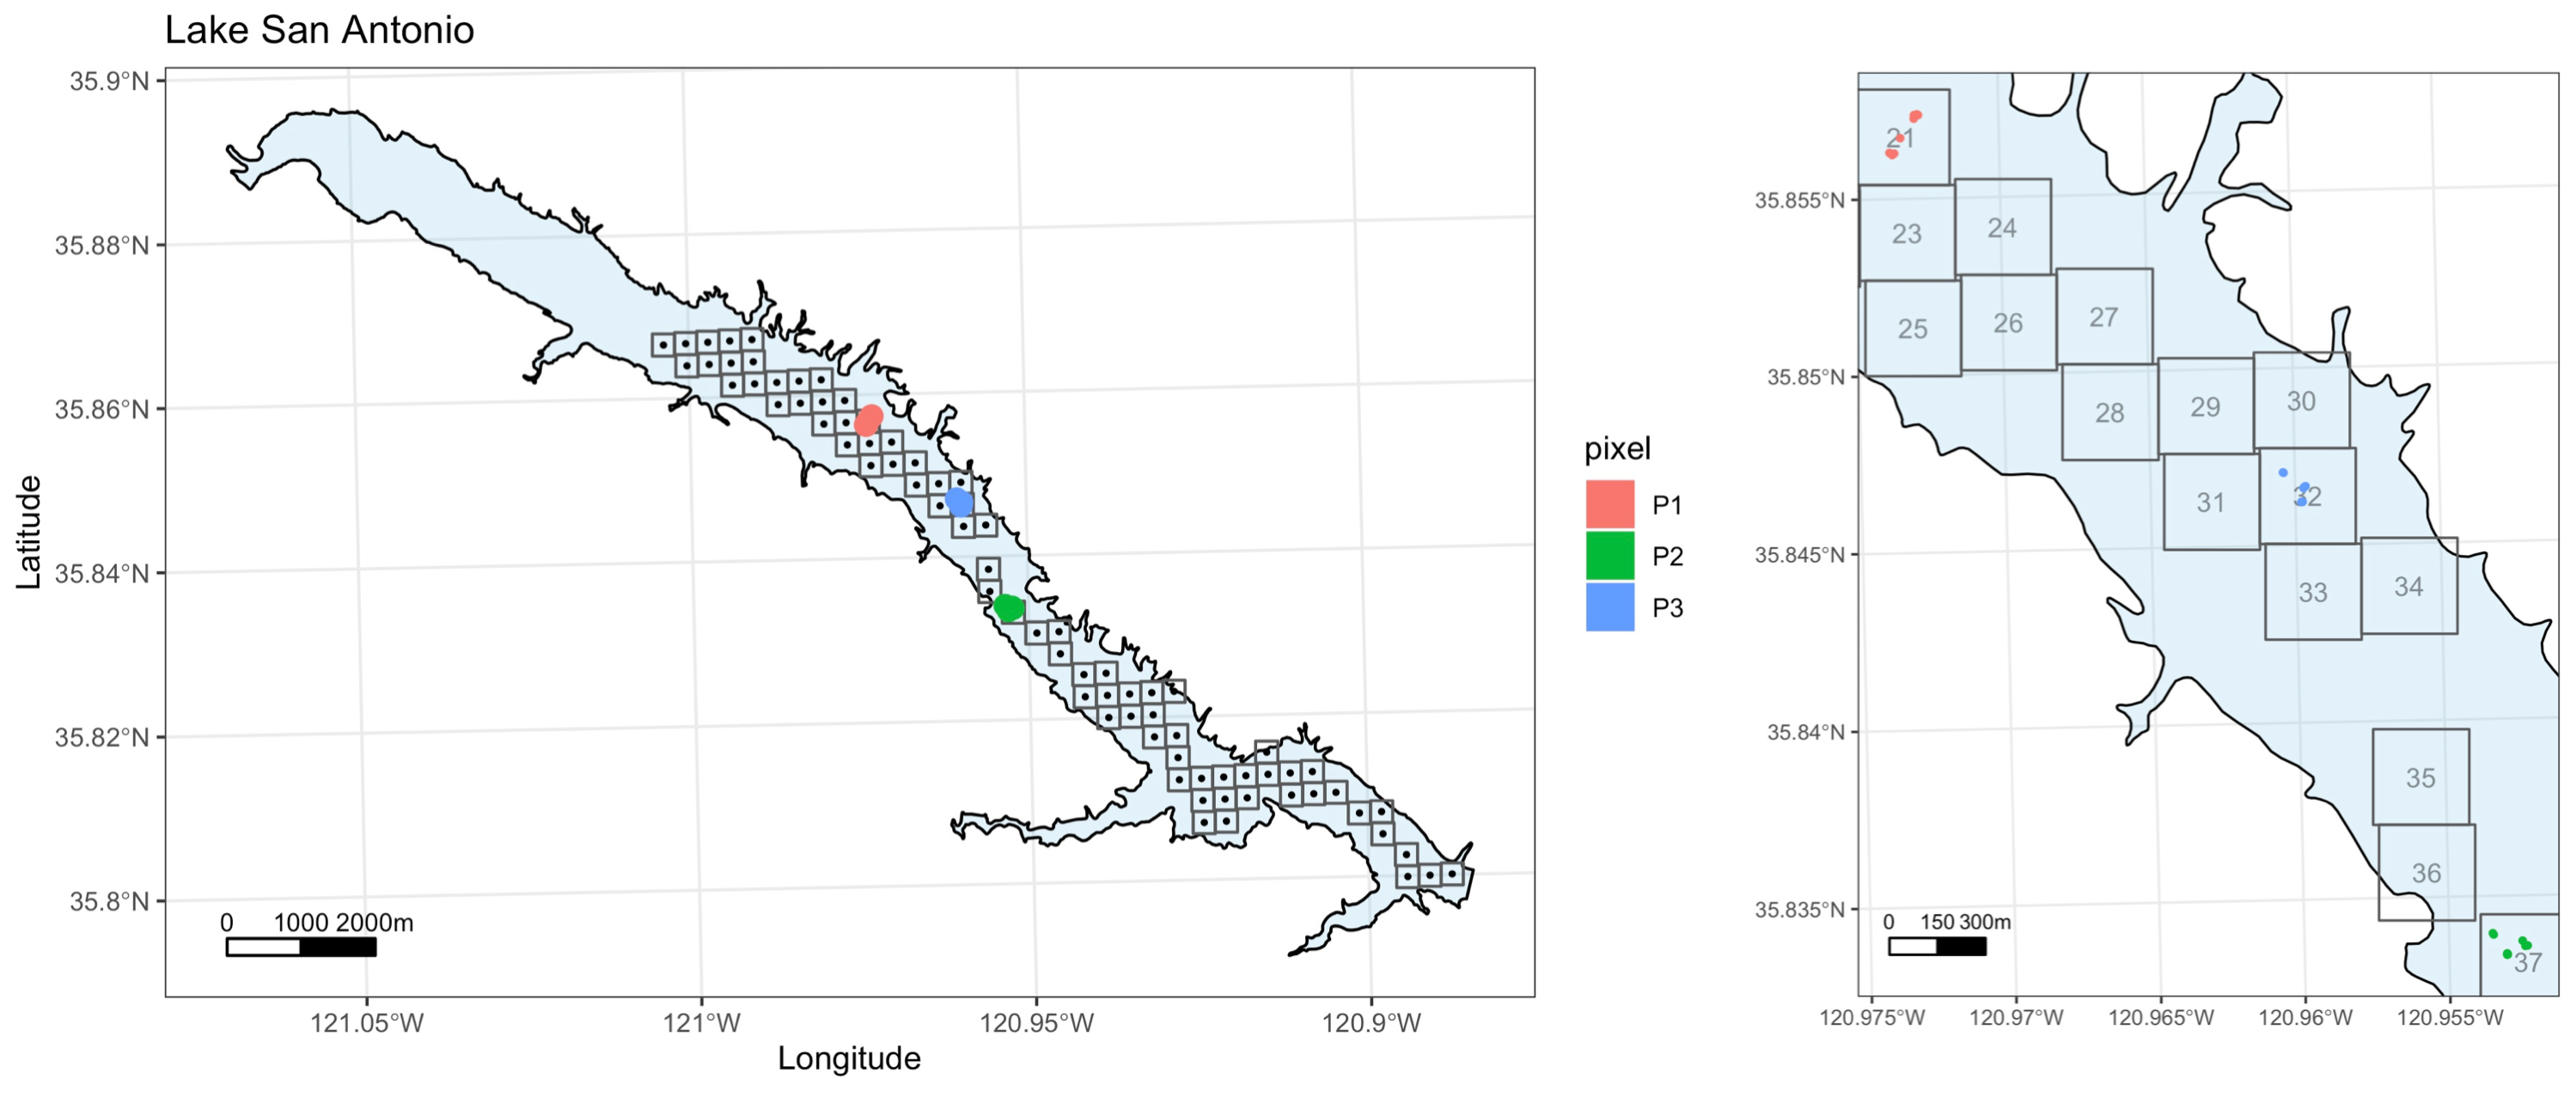 Lake San Antonio
35.9°N
35.88°N
35.86°N
35.84°N
35.82°N
35.8°N
Latitude
0 1000 2000m
121.05°W 121°W 120.95°W 120.9°W
Longitude
pixel
P1
P2
P3
35.855°N
35.85°N
35.845°N
35.84°N
35.835°N
21
23 24
25 26 27
28 29 30
31 32
33 34
35
36
37
0 150 300m
120.975°W 120.97°W 120.965°W 120.96°W 120.955°W